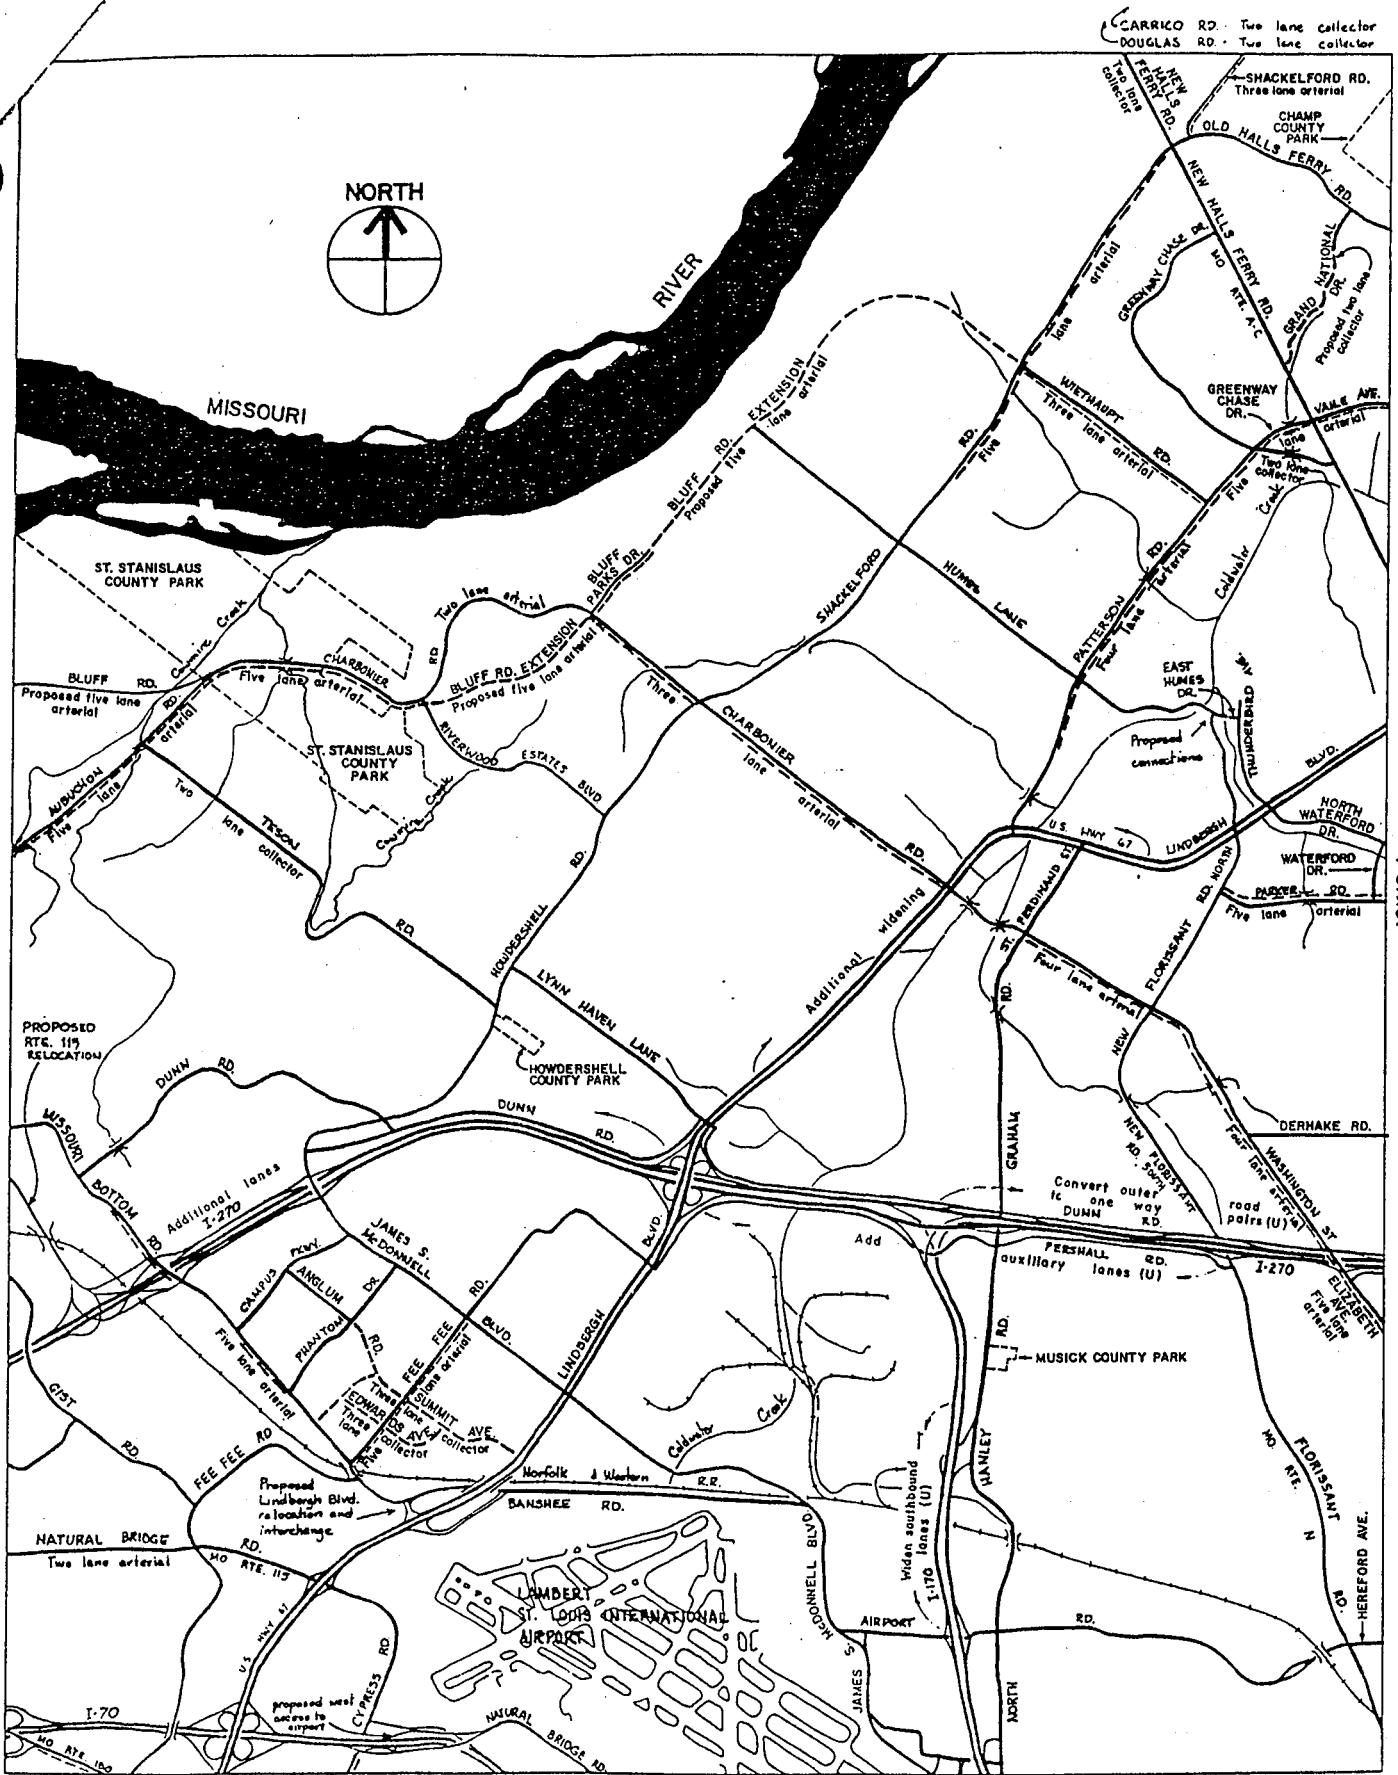 CARRICO RD. - Two lane collector
DOUGLAS RD. - Two lane collector
NEW
HALLS
FERRY RD.
Two lane
collector
SHACKELFORD RD.
Three lane arterial
CHAMP
COUNTY
PARK
OLD HALLS FERRY RD.
NORTH
NEW HALLS FERRY RD.
MO RTE. A-C
GREENWAY CHASE DR.
GRAND NATIONAL
DR.
Proposed two lane
collector
RIVER
MISSOURI
lane arterial
BLUFF RD. EXTENSION
Proposed five lane arterial
WIETHAUPT RD.
Three lane arterial
GREENWAY
CHASE
DR.
VAILE AVE.
Five lane arterial
Two lane
collector
Coldwater Creek
SHACKELFORD RD.
Five
ST. STANISLAUS
COUNTY PARK
BLUFF
PARKS DR.
HUMES LANE
PATTERSON RD.
Four lane arterial
Cowmire Creek
Two lane arterial
RD
CHARBONIER
Five lane arterial
BLUFF RD. EXTENSION
Proposed five lane arterial
BLUFF RD.
Proposed five lane
arterial
EAST
HUMES
DR.
THUNDERBIRD AVE.
Proposed
connections
RIVERWOOD ESTATES BLVD.
ST. STANISLAUS
COUNTY
PARK
Cowmire Creek
AUBUCHON RD.
Five lane arterial
CHARBONIER RD.
Three lane arterial
TESON RD.
Two lane collector
U.S. HWY 67
LINDBERGH BLVD.
NORTH
WATERFORD
DR.
WATERFORD
DR.
PARKER RD
Five lane arterial
HOWDERSHELL RD.
ST. FERDINAND ST.
Additional widening
NEW FLORISSANT RD. NORTH
Four lane arterial
LYNN HAVEN LANE
PROPOSED
RTE. 115
RELOCATION
DUNN RD.
HOWDERSHELL
COUNTY PARK
GRAHAM RD.
DUNN RD.
DERHAKE RD.
NEW FLORISSANT
RD. SOUTH
WASHINGTON ST
Four lane arterial
MISSOURI BOTTOM RD.
Additional lanes
I-270
Convert outer road
to one way pairs (U)
DUNN RD.
Add auxiliary lanes (U)
PERSHALL RD.
I-270
ELIZABETH
AVE.
Five lane
arterial
JAMES S.
McDONNELL BLVD.
CAMPUS PKWY.
ANGLUM RD.
PHANTOM DR.
FEE FEE RD.
Five lane arterial
Five lane arterial
LINDBERGH BLVD.
MUSICK COUNTY PARK
SUMMIT AVE.
Three lane collector
EDWARDS AVE.
Three lane collector
GIST RD.
FEE FEE RD
Coldwater Creek
HANLEY RD.
MO. RTE. N
FLORISSANT RD.
Proposed
Lindbergh Blvd.
relocation and
interchange
Norfolk & Western R.R.
BANSHEE RD.
Widen southbound
lanes (U)
I-170
HEREFORD AVE.
NATURAL BRIDGE RD.
Two lane arterial
MO RTE. 115
U.S. HWY 67
LAMBERT
ST. LOUIS INTERNATIONAL
AIRPORT
JAMES S. McDONNELL BLVD.
AIRPORT RD.
CYPRESS RD
proposed west
access to
airport
I-70
MO RTE. 180
NATURAL BRIDGE RD.
NORTH